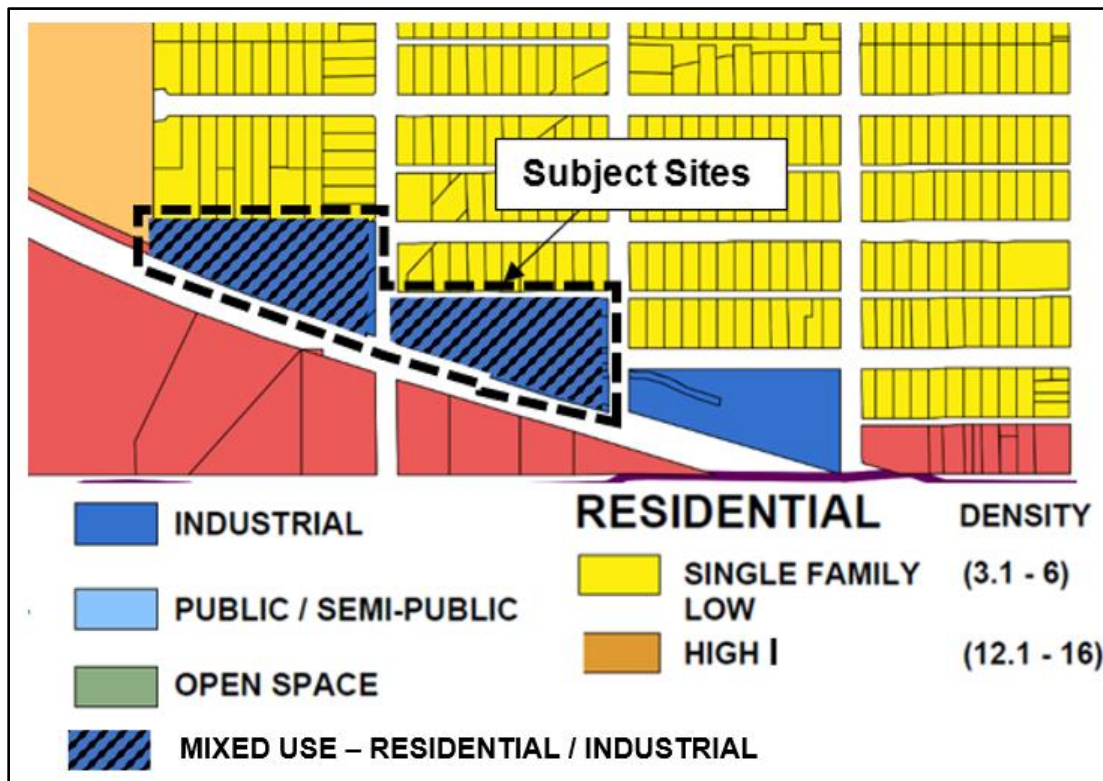 Subject Sites
INDUSTRIAL
PUBLIC / SEMI-PUBLIC
OPEN SPACE
MIXED USE – RESIDENTIAL / INDUSTRIAL
RESIDENTIAL DENSITY
SINGLE FAMILY (3.1 - 6)
LOW
HIGH I (12.1 - 16)